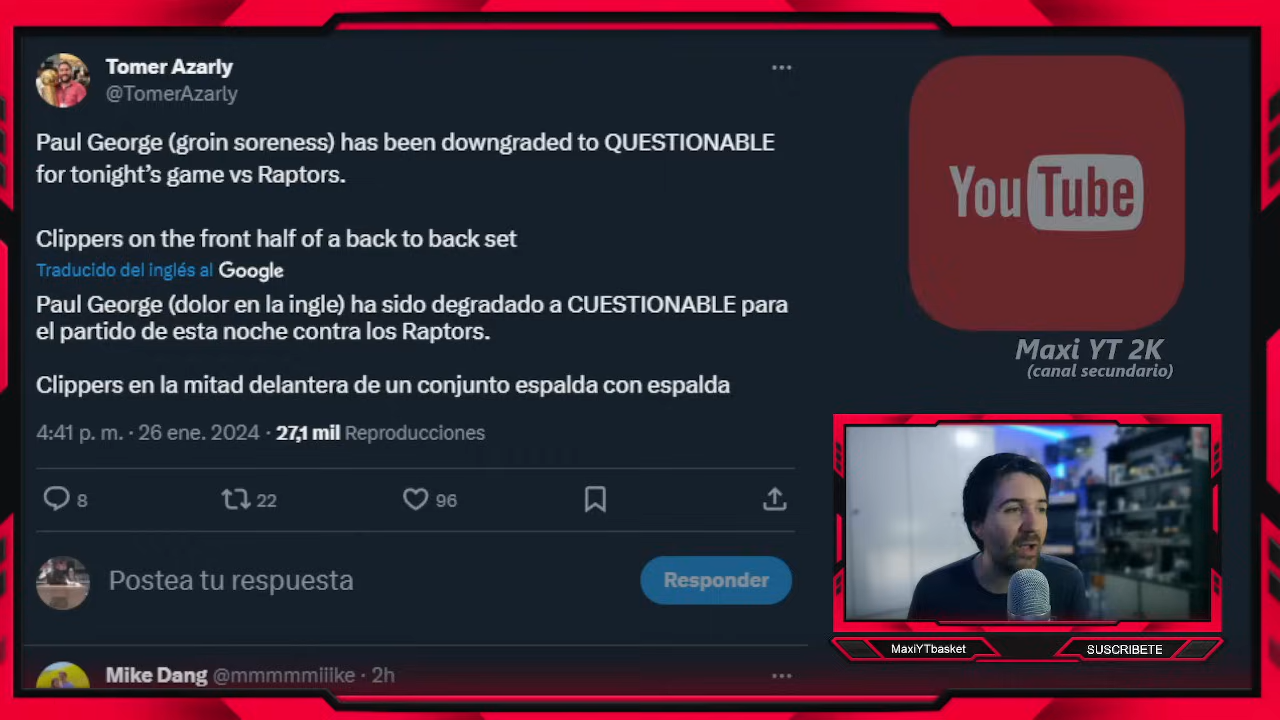 Tomer Azarly
@TomerAzarly
Paul George (groin soreness) has been downgraded to QUESTIONABLE
for tonight’s game vs Raptors.
Clippers on the front half of a back to back set
Traducido del inglés al Google
Paul George (dolor en la ingle) ha sido degradado a CUESTIONABLE para
el partido de esta noche contra los Raptors.
Clippers en la mitad delantera de un conjunto espalda con espalda
4:41 p. m. · 26 ene. 2024 · 27,1 mil Reproducciones
8 22 96
Postea tu respuesta
Responder
Mike Dang @mmmmmiiike · 2h
YouTube
Maxi YT 2K
(canal secundario)
MaxiYTbasket
SUSCRIBETE